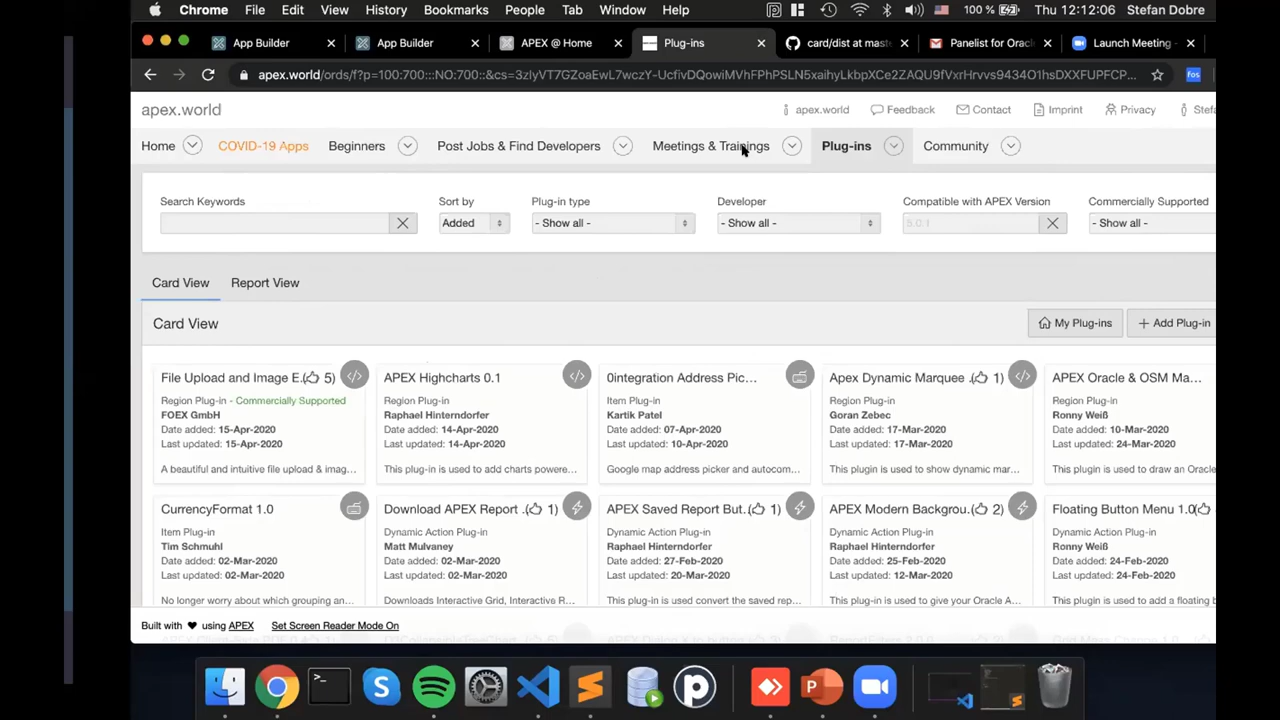 Chrome File Edit View History Bookmarks People Tab Window Help 100 % Thu 12:12:06 Stefan Dobre
App Builder App Builder APEX @ Home Plug-ins card/dist at mas Panelist for Oracle Launch Meeting -
apex.world/ords/f?p=100:700:::NO:700::&cs=
apex.world
apex.world Feedback Contact Imprint Privacy Stef
Home COVID-19 Apps Beginners Post Jobs & Find Developers Meetings & Trainings Plug-ins Community
Search Keywords Sort by Plug-in type Developer Compatible with APEX Version Commercially Supported
Added - Show all - - Show all - 5.0.1 - Show all -
Card View Report View
Card View
My Plug-ins Add Plug-in
File Upload and Image E... 5) APEX Highcharts 0.1 0integration Address Pic... Apex Dynamic Marquee . 1) APEX Oracle & OSM Ma...
Region Plug-in - Commercially Supported Region Plug-in Item Plug-in Region Plug-in Region Plug-in
FOEX GmbH Raphael Hinterndorfer Kartik Patel Goran Zebec Ronny Weiß
Date added: 15-Apr-2020 Date added: 14-Apr-2020 Date added: 07-Apr-2020 Date added: 17-Mar-2020 Date added: 10-Mar-2020
Last updated: 15-Apr-2020 Last updated: 14-Apr-2020 Last updated: 10-Apr-2020 Last updated: 17-Mar-2020 Last updated: 24-Mar-2020
A beautiful and intuitive file upload & imag... This plug-in is used to add charts powere... Google map address picker and autocom... This plugin is used to show dynamic mar... This plugin is used to draw an Oracle
CurrencyFormat 1.0 Download APEX Report .( 1) APEX Saved Report But..( 1) APEX Modern Backgrou..( 2) Floating Button Menu 1.0(
Item Plug-in Dynamic Action Plug-in Dynamic Action Plug-in Dynamic Action Plug-in Dynamic Action Plug-in
Tim Schmuhl Matt Mulvaney Raphael Hinterndorfer Raphael Hinterndorfer Ronny Weiß
Date added: 02-Mar-2020 Date added: 02-Mar-2020 Date added: 27-Feb-2020 Date added: 25-Feb-2020 Date added: 24-Feb-2020
Last updated: 02-Mar-2020 Last updated: 02-Mar-2020 Last updated: 20-Mar-2020 Last updated: 12-Mar-2020 Last updated: 24-Feb-2020
No longer worry about which grouping an... Downloads Interactive Grid, Interactive R... This plug-in is used convert the saved rep... This plug-in is used to give your Oracle A... This plug-in is used to add a floating b
Built with ♥ using APEX Set Screen Reader Mode On